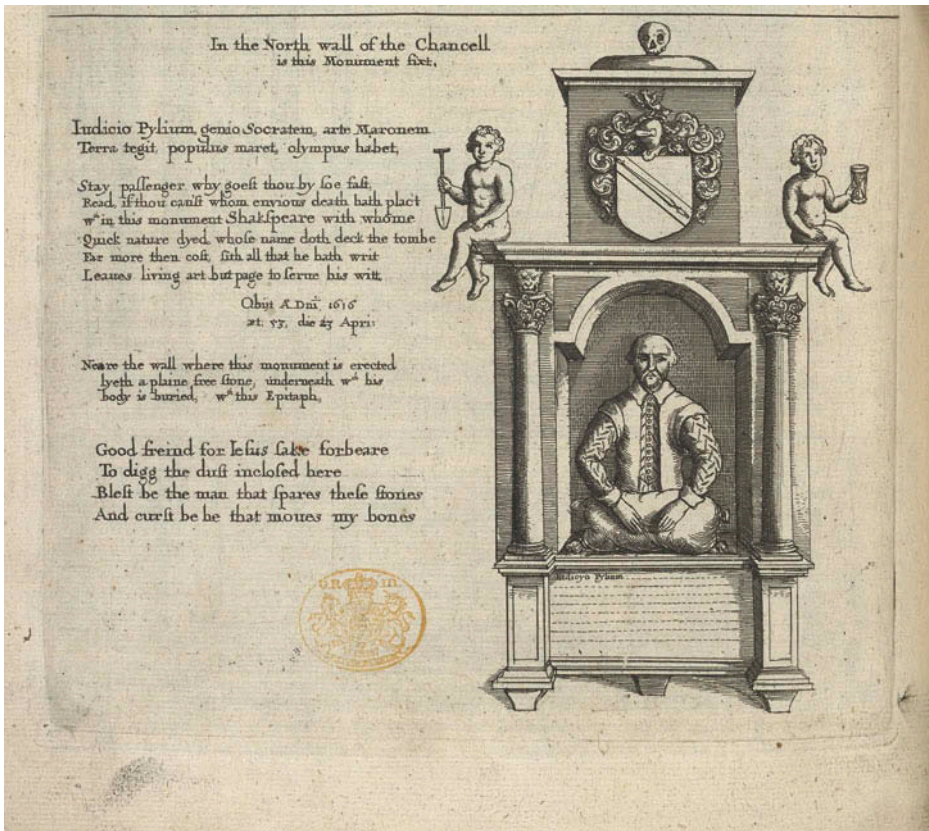 In the North wall of the Chancell
is this Monument fixt.
Iudicio Pylium, genio Socratem, arte Maronem
Terra tegit, populus mæret, olympus habet,
Stay passenger why goest thou by soe fast,
Read, if thou canst whom envious death hath plac't
wth in this monument Shakspeare with whome
Quick nature dyed whose name doth deck the tombe
Far more then cost, sith all that he hath writ
Leaues living art but page to serue his witt
Obijt A Dni 1616
æt. 53. die 23 Apri:
Neare the wall where this monument is erected
lyeth a plaine free stone, underneath wch his
body is buried, wth this Epitaph,
Good freind for Iesus sake forbeare
To digg the dust inclosed here
Blest be the man that spares these stones
And curst be he that moues my bones
Iudicyo Pylium